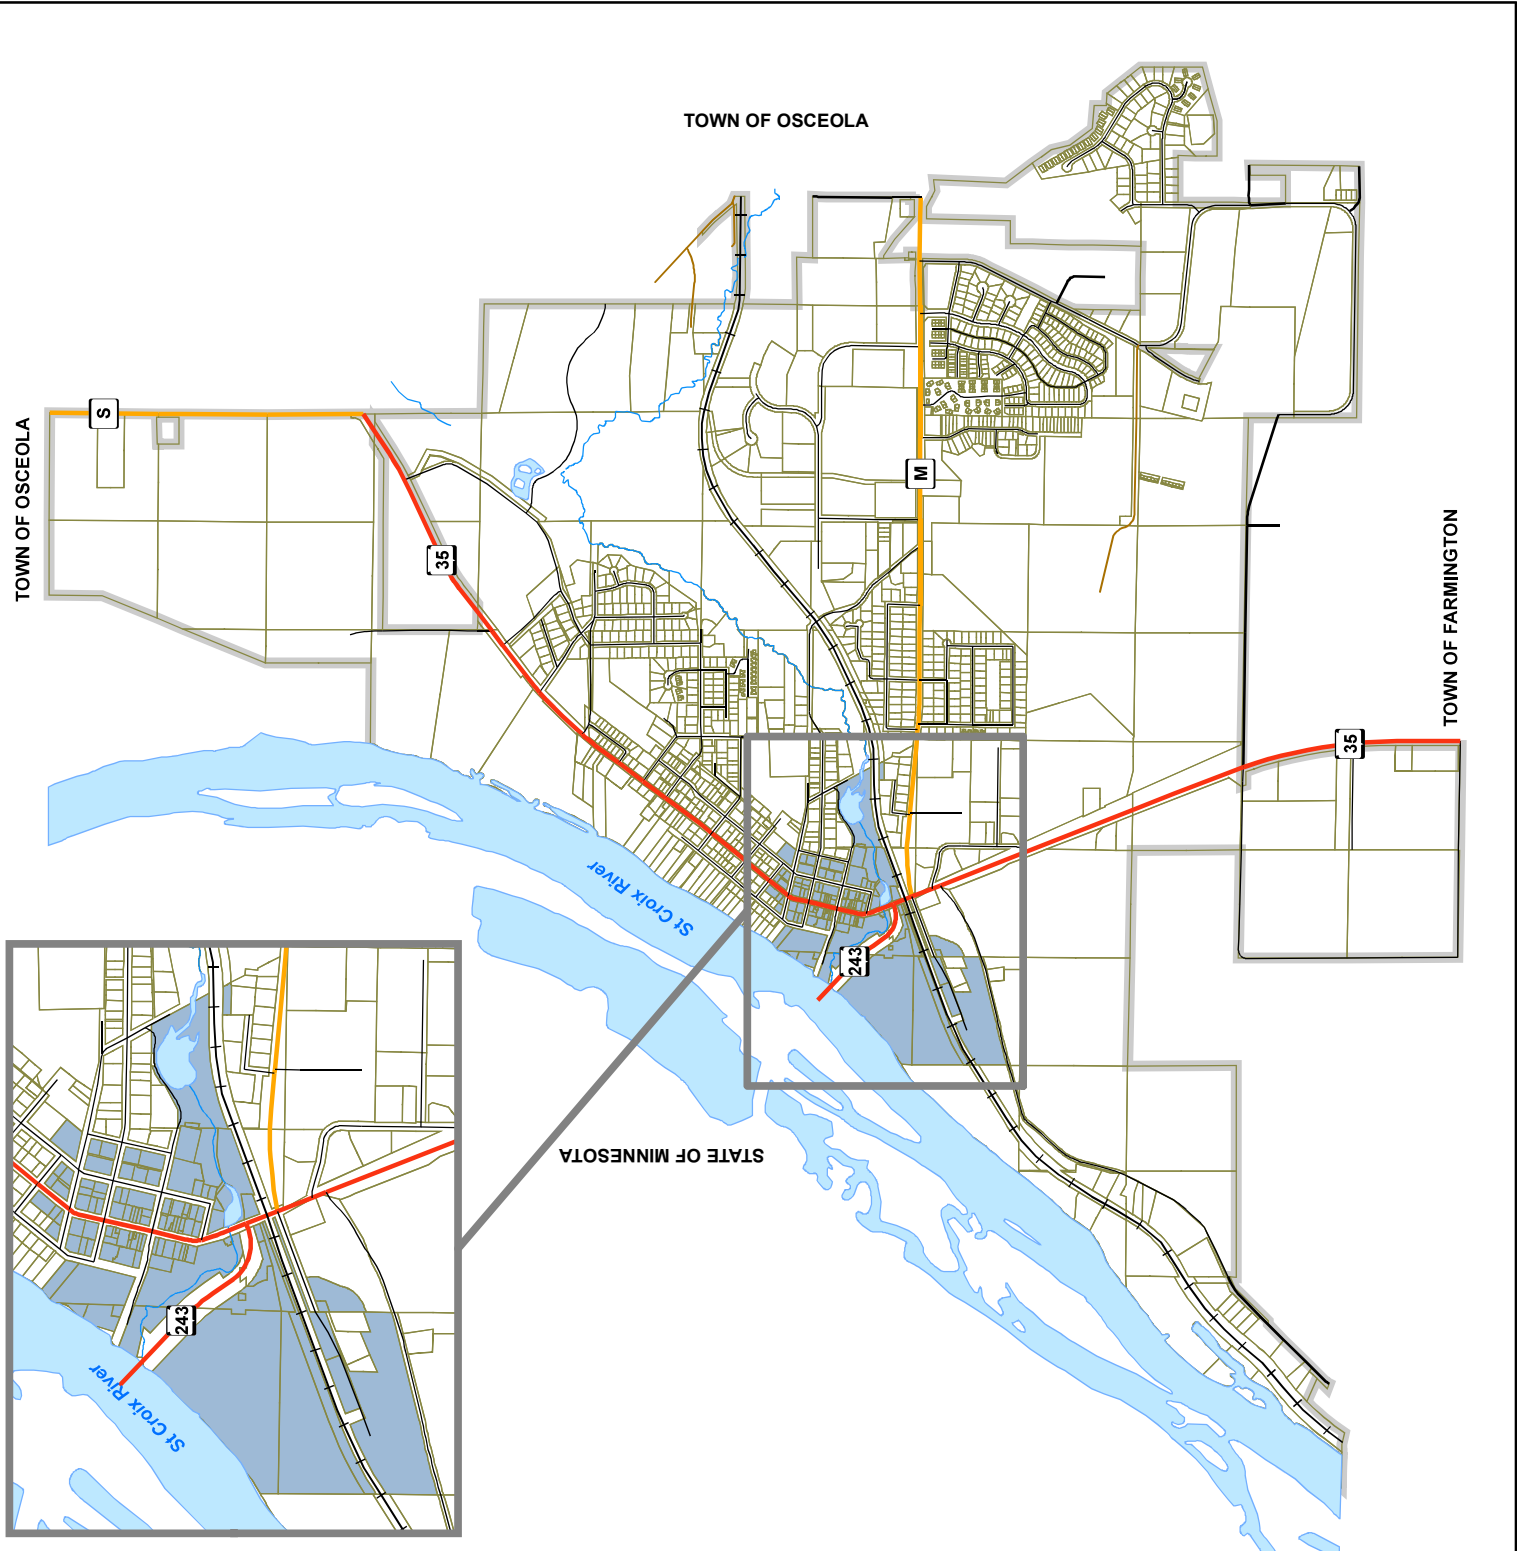 TOWN OF OSCEOLA
TOWN OF OSCEOLA
S
M
35
TOWN OF FARMINGTON
35
St Croix River
243
STATE OF MINNESOTA
243
St Croix River